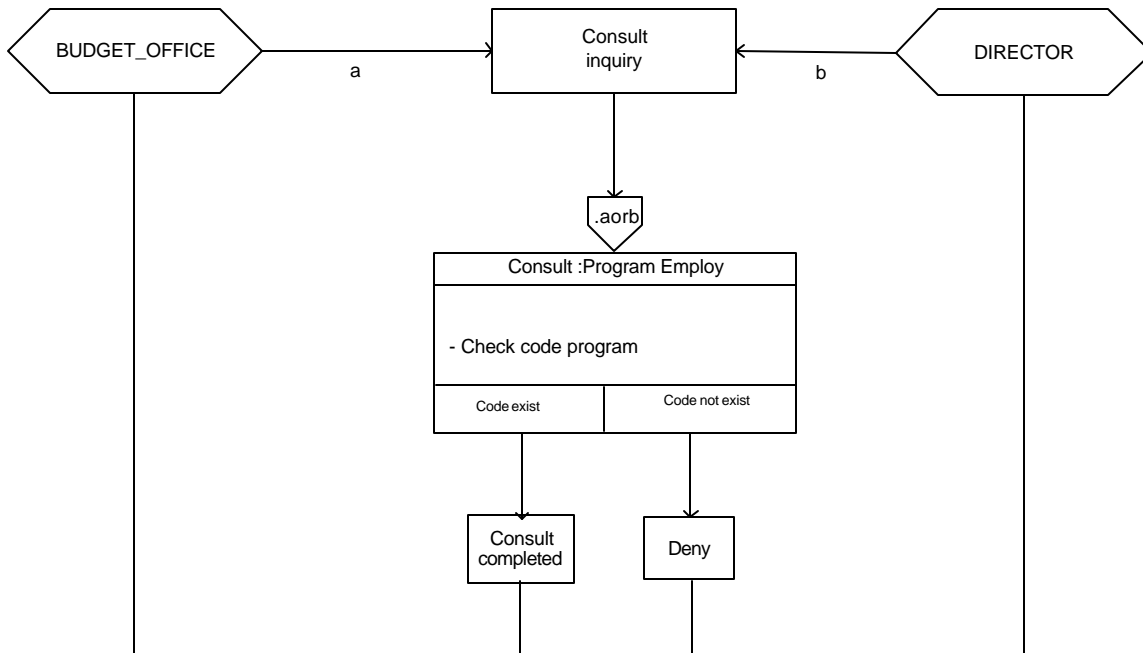 BUDGET_OFFICE
a
Consult
inquiry
b
DIRECTOR
.aorb
Consult :Program Employ
- Check code program
Code exist
Code not exist
Consult
completed
Deny